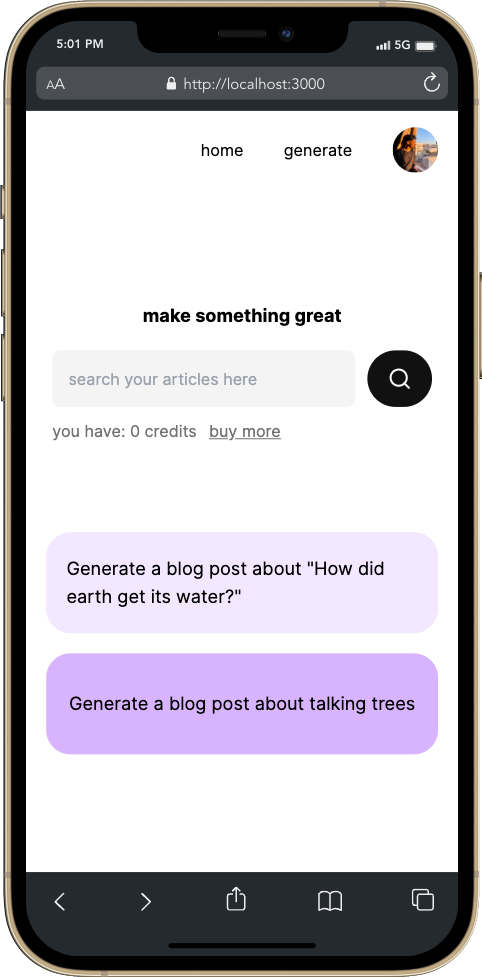 5:01 PM 5G
AA http://localhost:3000
home generate
make something great
search your articles here
you have: 0 credits buy more
Generate a blog post about "How did
earth get its water?"
Generate a blog post about talking trees